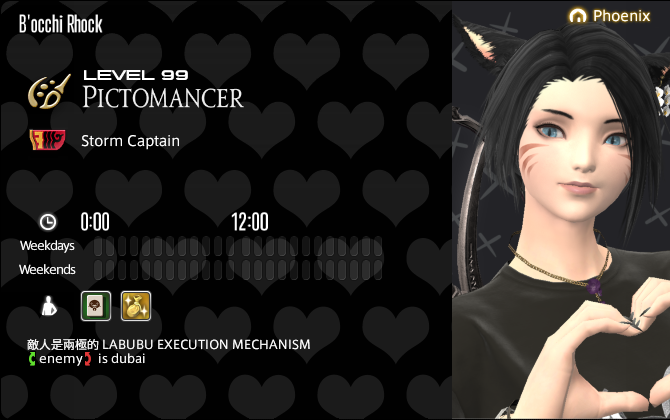 B'occhi Rhock
Phoenix
LEVEL 99
PICTOMANCER
Storm Captain
0:00 12:00
Weekdays
Weekends
敵人是兩極的 LABUBU EXECUTION MECHANISM
enemy is dubai